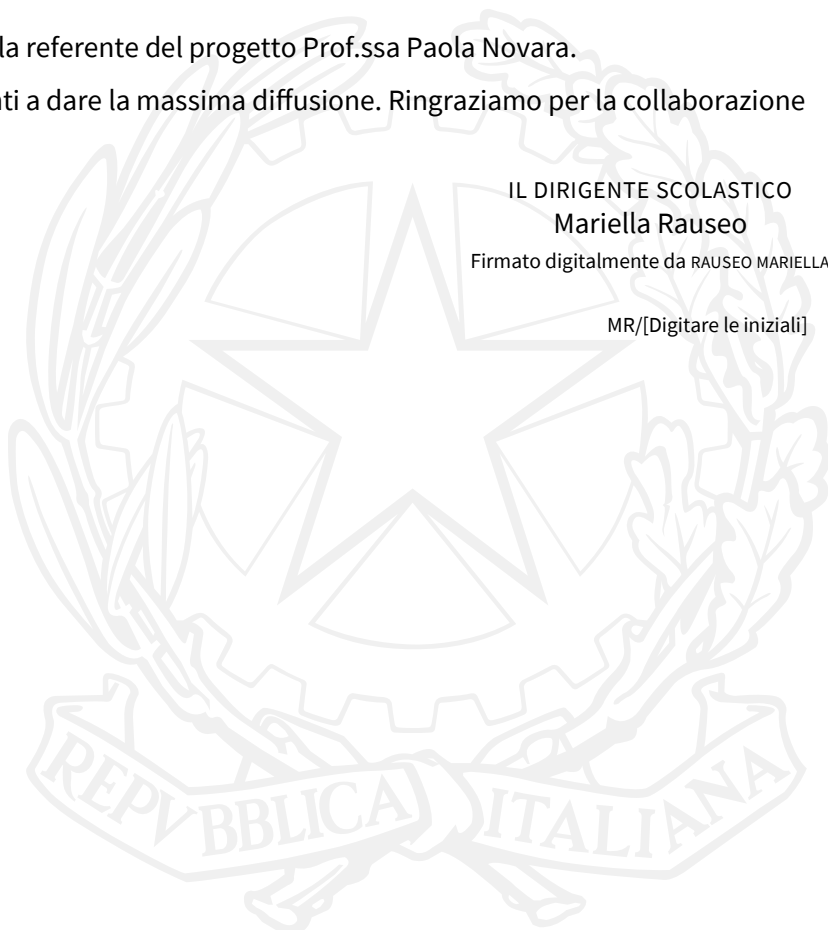 la referente del progetto Prof.ssa Paola Novara.
ti a dare la massima diffusione. Ringraziamo per la collaborazione
IL DIRIGENTE SCOLASTICO
Mariella Rauseo
Firmato digitalmente da RAUSEO MARIELLA
MR/[Digitare le iniziali]
REPVBBLICA ITALIANA